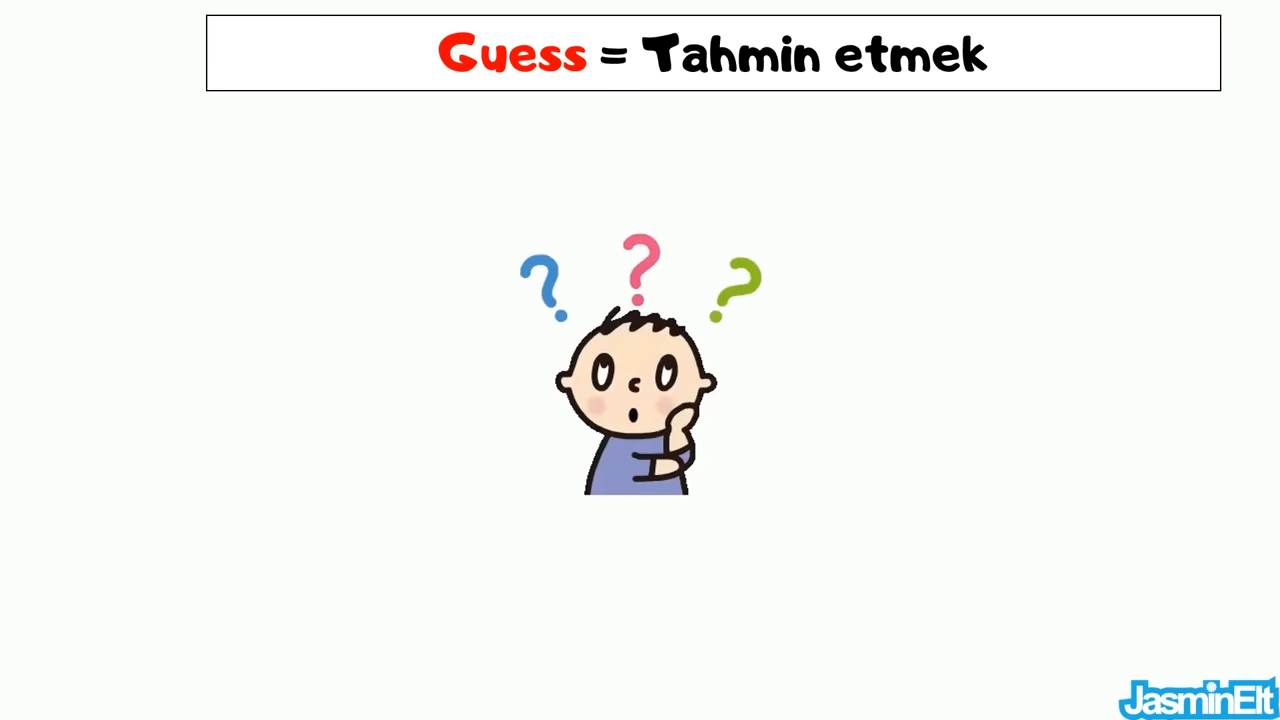 Guess = Tahmin etmek
? ? ?
JasminElt